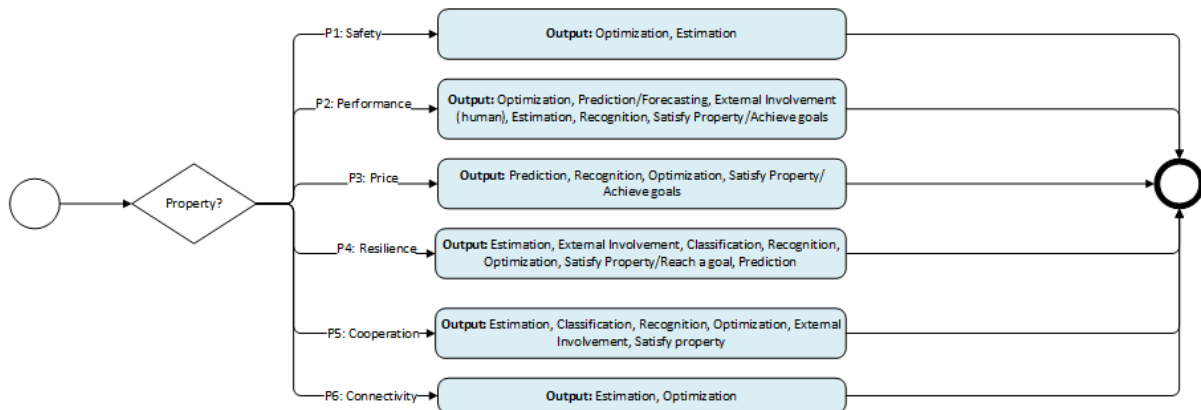 P1: Safety
Output: Optimization, Estimation
P2: Performance
Output: Optimization, Prediction/Forecasting, External Involvement
(human), Estimation, Recognition, Satisfy Property/Achieve goals
P3: Price
Output: Prediction, Recognition, Optimization, Satisfy Property/
Achieve goals
Property?
P4: Resilience
Output: Estimation, External Involvement, Classification, Recognition,
Optimization, Satisfy Property/Reach a goal, Prediction
P5: Cooperation
Output: Estimation, Classification, Recognition, Optimization, External
Involvement, Satisfy property
P6: Connectivity
Output: Estimation, Optimization